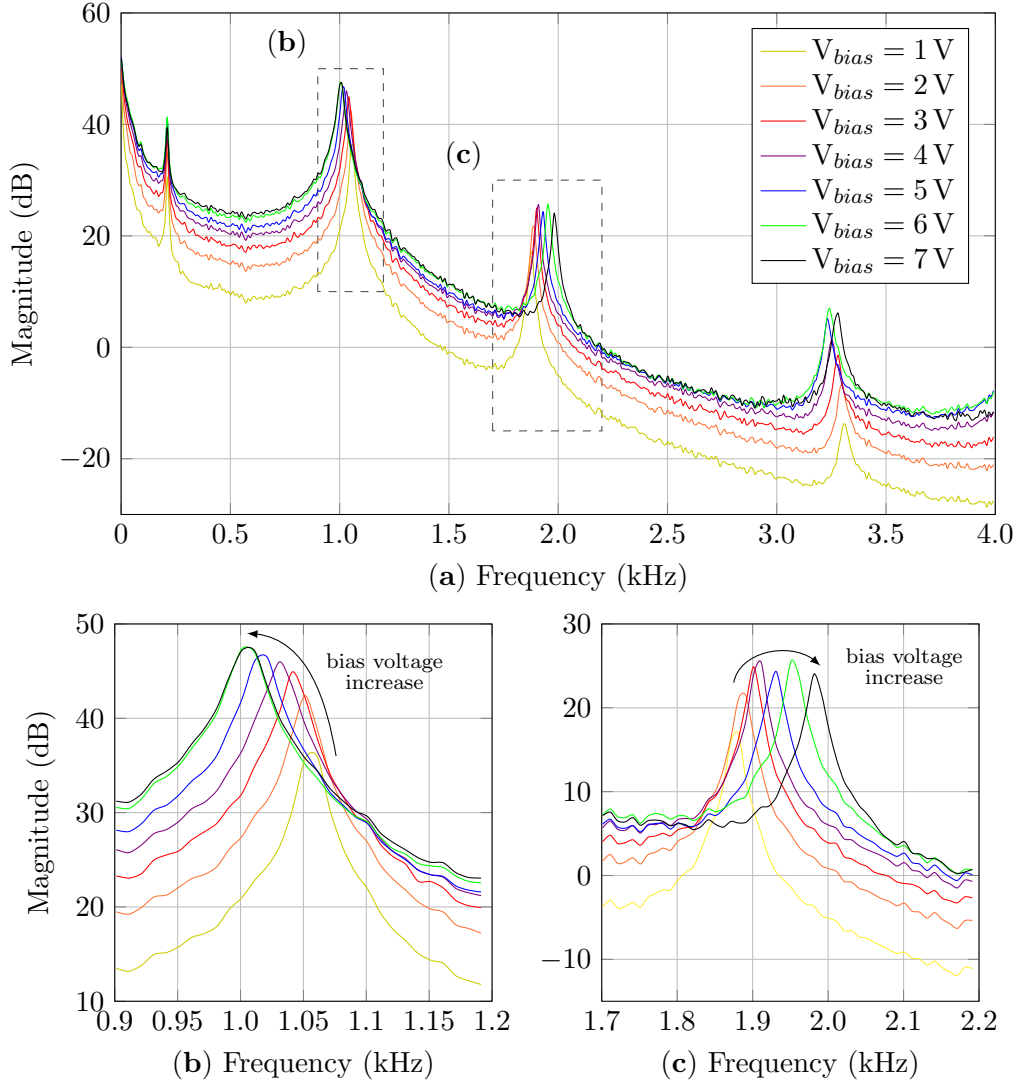 60
40
20
0
−20
Magnitude (dB)
(b)
(c)
V_bias = 1 V
V_bias = 2 V
V_bias = 3 V
V_bias = 4 V
V_bias = 5 V
V_bias = 6 V
V_bias = 7 V
0 0.5 1.0 1.5 2.0 2.5 3.0 3.5 4.0
(a) Frequency (kHz)
50
40
30
20
10
Magnitude (dB)
bias voltage
increase
0.9 0.95 1.0 1.05 1.1 1.15 1.2
(b) Frequency (kHz)
30
20
10
0
−10
bias voltage
increase
1.7 1.8 1.9 2.0 2.1 2.2
(c) Frequency (kHz)